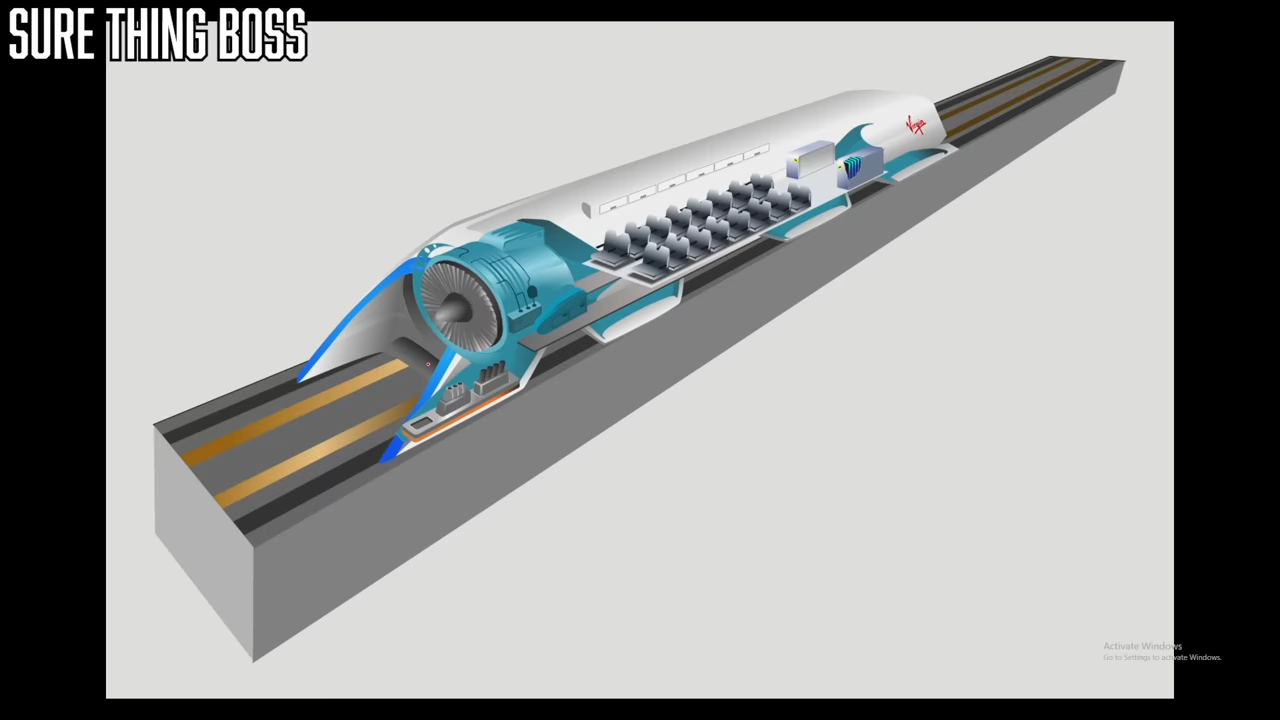 SURE THING BOSS
Virgin
Activate Windows
Go to Settings to activate Windows.